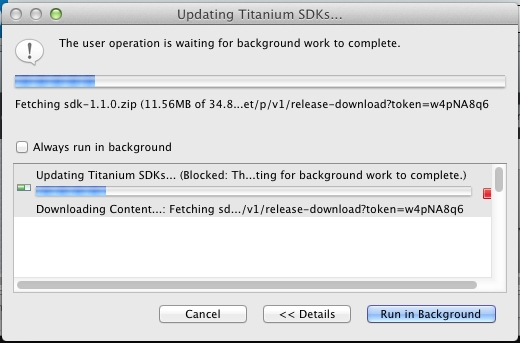 Updating Titanium SDKs...
The user operation is waiting for background work to complete.
Fetching sdk-1.1.0.zip (11.56MB of 34.8...et/p/v1/release-download?token=w4pNA8q6
Always run in background
Updating Titanium SDKs... (Blocked: Th...ting for background work to complete.)
Downloading Content...: Fetching sd.../v1/release-download?token=w4pNA8q6
Cancel
<< Details
Run in Background